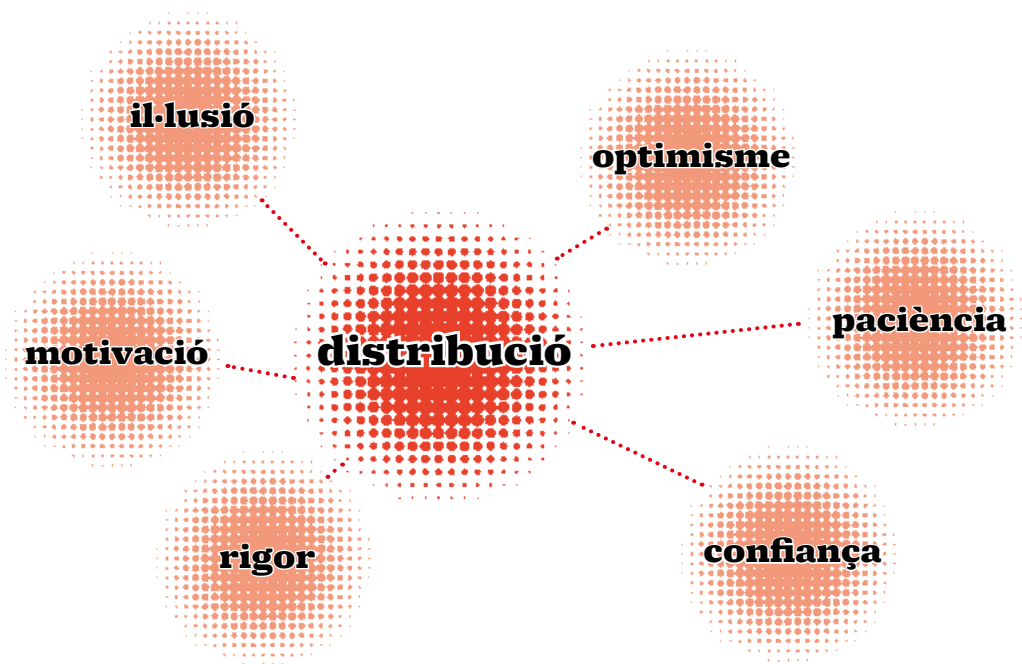 il·lusió
optimisme
paciència
distribució
motivació
confiança
rigor